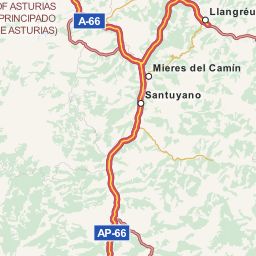 OF ASTURIAS
PRINCIPADO
E ASTURIAS)
A-66
Llangréu
Mieres del Camín
Santuyano
AP-66